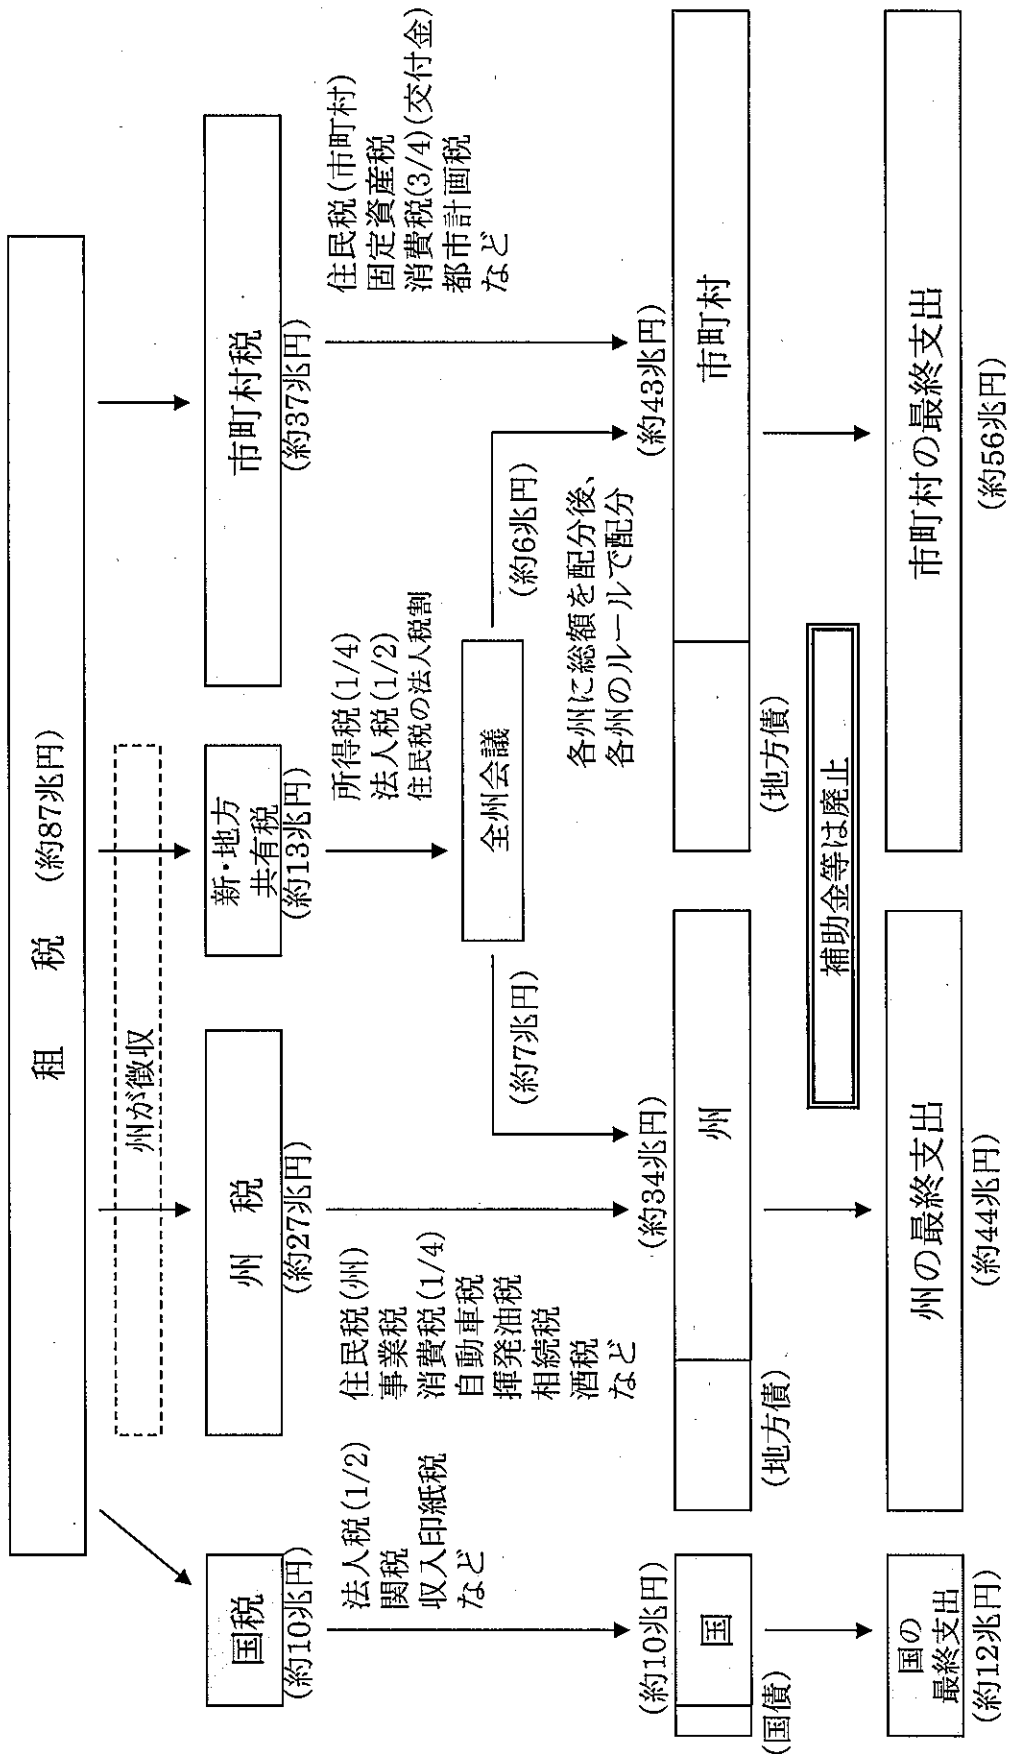 租　税　(約87兆円)
州が徴収
国税
(約10兆円)
州　税
(約27兆円)
新・地方
共有税
(約13兆円)
市町村税
(約37兆円)
法人税(1/2)
関税
収入印紙税
など
住民税(州)
事業税
消費税(1/4)
自動車税
揮発油税
相続税
酒税
など
所得税(1/4)
法人税(1/2)
住民税の法人税割
住民税(市町村)
固定資産税
消費税(3/4)(交付金)
都市計画税
など
全州会議
(約7兆円)
(約6兆円)
各州に総額を配分後、
各州のルールで配分
(約10兆円)
国
(国債)
(約34兆円)
州
(地方債)
(約43兆円)
市町村
(地方債)
補助金等は廃止
国の
最終支出
(約12兆円)
州の最終支出
(約44兆円)
市町村の最終支出
(約56兆円)